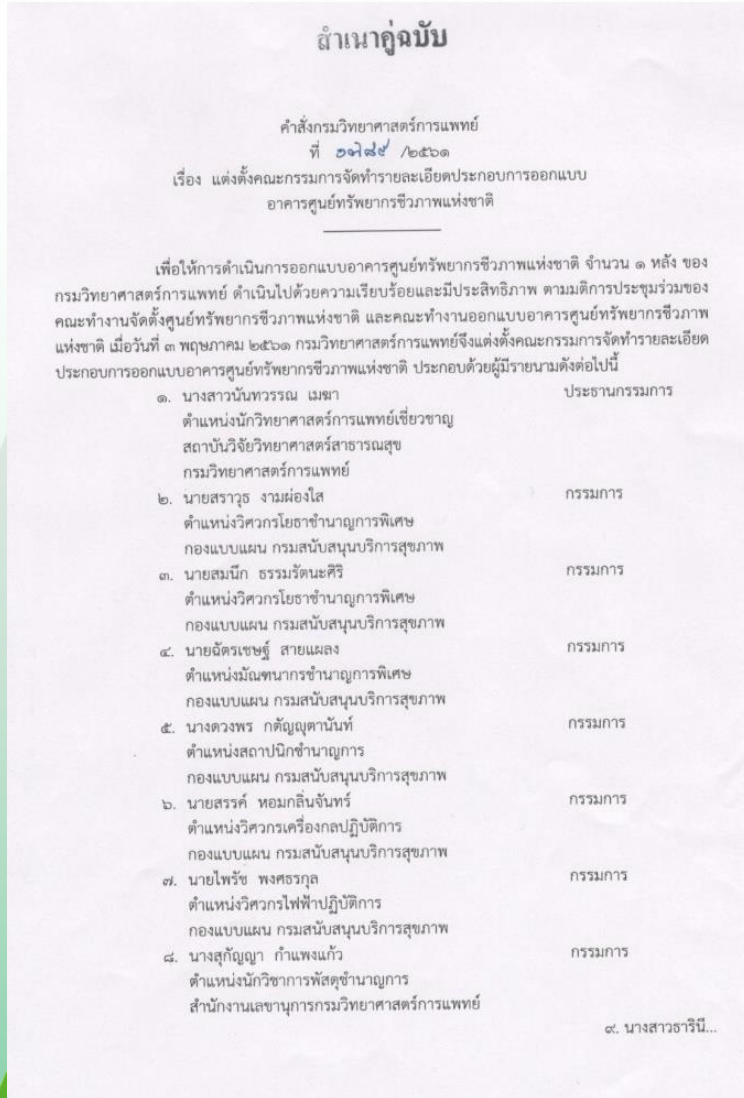 สำเนาคู่ฉบับ
คำสั่งกรมวิทยาศาสตร์การแพทย์
ที่ /๒๕๖๑
เรื่อง แต่งตั้งคณะกรรมการจัดทำรายละเอียดประกอบการออกแบบ
อาคารศูนย์ทรัพยากรชีวภาพแห่งชาติ
เพื่อให้การดำเนินการออกแบบอาคารศูนย์ทรัพยากรชีวภาพแห่งชาติ จำนวน ๑ หลัง ของ
กรมวิทยาศาสตร์การแพทย์ ดำเนินไปด้วยความเรียบร้อยและมีประสิทธิภาพ ตามมติการประชุมร่วมของ
คณะทำงานจัดตั้งศูนย์ทรัพยากรชีวภาพแห่งชาติ และคณะทำงานออกแบบอาคารศูนย์ทรัพยากรชีวภาพ
แห่งชาติ เมื่อวันที่ ๓ พฤษภาคม ๒๕๖๑ กรมวิทยาศาสตร์การแพทย์จึงแต่งตั้งคณะกรรมการจัดทำรายละเอียด
ประกอบการออกแบบอาคารศูนย์ทรัพยากรชีวภาพแห่งชาติ ประกอบด้วยผู้มีรายนามดังต่อไปนี้
๑. นางสาวนันทวรรณ เมฆา ประธานกรรมการ
ตำแหน่งนักวิทยาศาสตร์การแพทย์เชี่ยวชาญ
สถาบันวิจัยวิทยาศาสตร์สาธารณสุข
กรมวิทยาศาสตร์การแพทย์
๒. นายสราวุธ งามผ่องใส กรรมการ
ตำแหน่งวิศวกรโยธาชำนาญการพิเศษ
กองแบบแผน กรมสนับสนุนบริการสุขภาพ
๓. นายสมนึก ธรรมรัตนะศิริ กรรมการ
ตำแหน่งวิศวกรโยธาชำนาญการพิเศษ
กองแบบแผน กรมสนับสนุนบริการสุขภาพ
๔. นายฉัตรเชษฐ์ สายแผลง กรรมการ
ตำแหน่งมัณฑนากรชำนาญการพิเศษ
กองแบบแผน กรมสนับสนุนบริการสุขภาพ
๕. นางดวงพร กตัญญุตานันท์ กรรมการ
ตำแหน่งสถาปนิกชำนาญการ
กองแบบแผน กรมสนับสนุนบริการสุขภาพ
๖. นายสรรค์ หอมกลิ่นจันทร์ กรรมการ
ตำแหน่งวิศวกรเครื่องกลปฏิบัติการ
กองแบบแผน กรมสนับสนุนบริการสุขภาพ
๗. นายไพรัช พงศธรกุล กรรมการ
ตำแหน่งวิศวกรไฟฟ้าปฏิบัติการ
กองแบบแผน กรมสนับสนุนบริการสุขภาพ
๘. นางสุกัญญา กำแพงแก้ว กรรมการ
ตำแหน่งนักวิชาการพัสดุชำนาญการ
สำนักงานเลขานุการกรมวิทยาศาสตร์การแพทย์
๙. นางสาวธารินี...